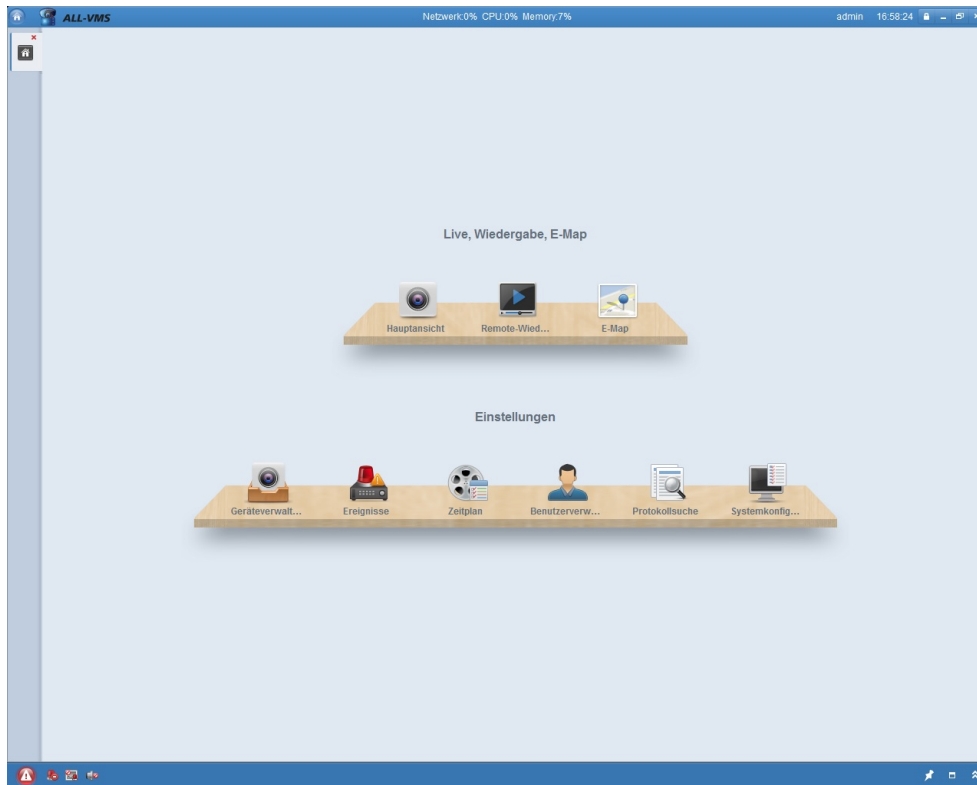 ALL-VMS Netzwerk:0% CPU:0% Memory:7% admin 16:58:24
Live, Wiedergabe, E-Map
Hauptansicht Remote-Wied... E-Map
Einstellungen
Geräteverwalt... Ereignisse Zeitplan Benutzerverw... Protokollsuche Systemkonfig...